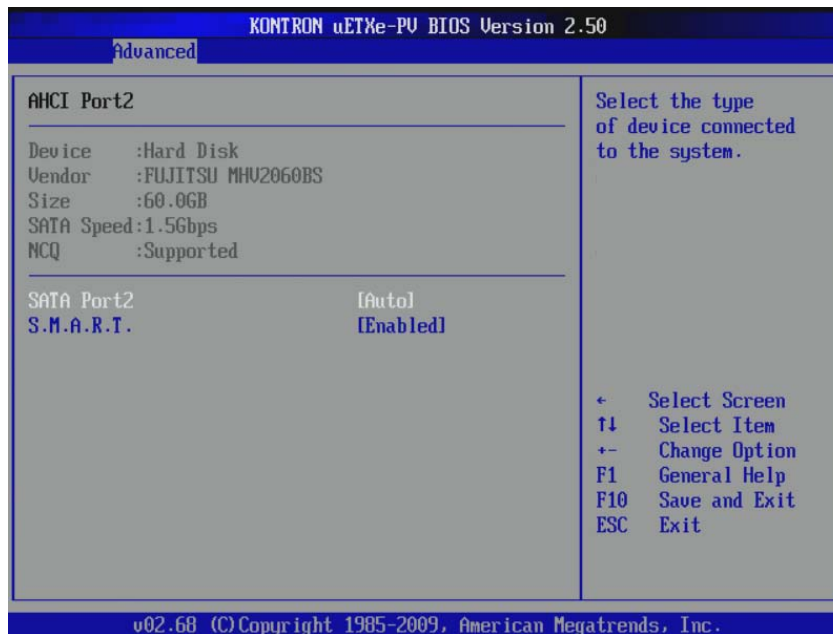 KONTRON uETXe-PV BIOS Version 2.50
Advanced
AHCI Port2
Device :Hard Disk
Vendor :FUJITSU MHV2060BS
Size :60.0GB
SATA Speed:1.5Gbps
NCQ :Supported
SATA Port2 [Auto]
S.M.A.R.T. [Enabled]
Select the type
of device connected
to the system.
← Select Screen
↑↓ Select Item
+- Change Option
F1 General Help
F10 Save and Exit
ESC Exit
v02.68 (C)Copyright 1985-2009, American Megatrends, Inc.